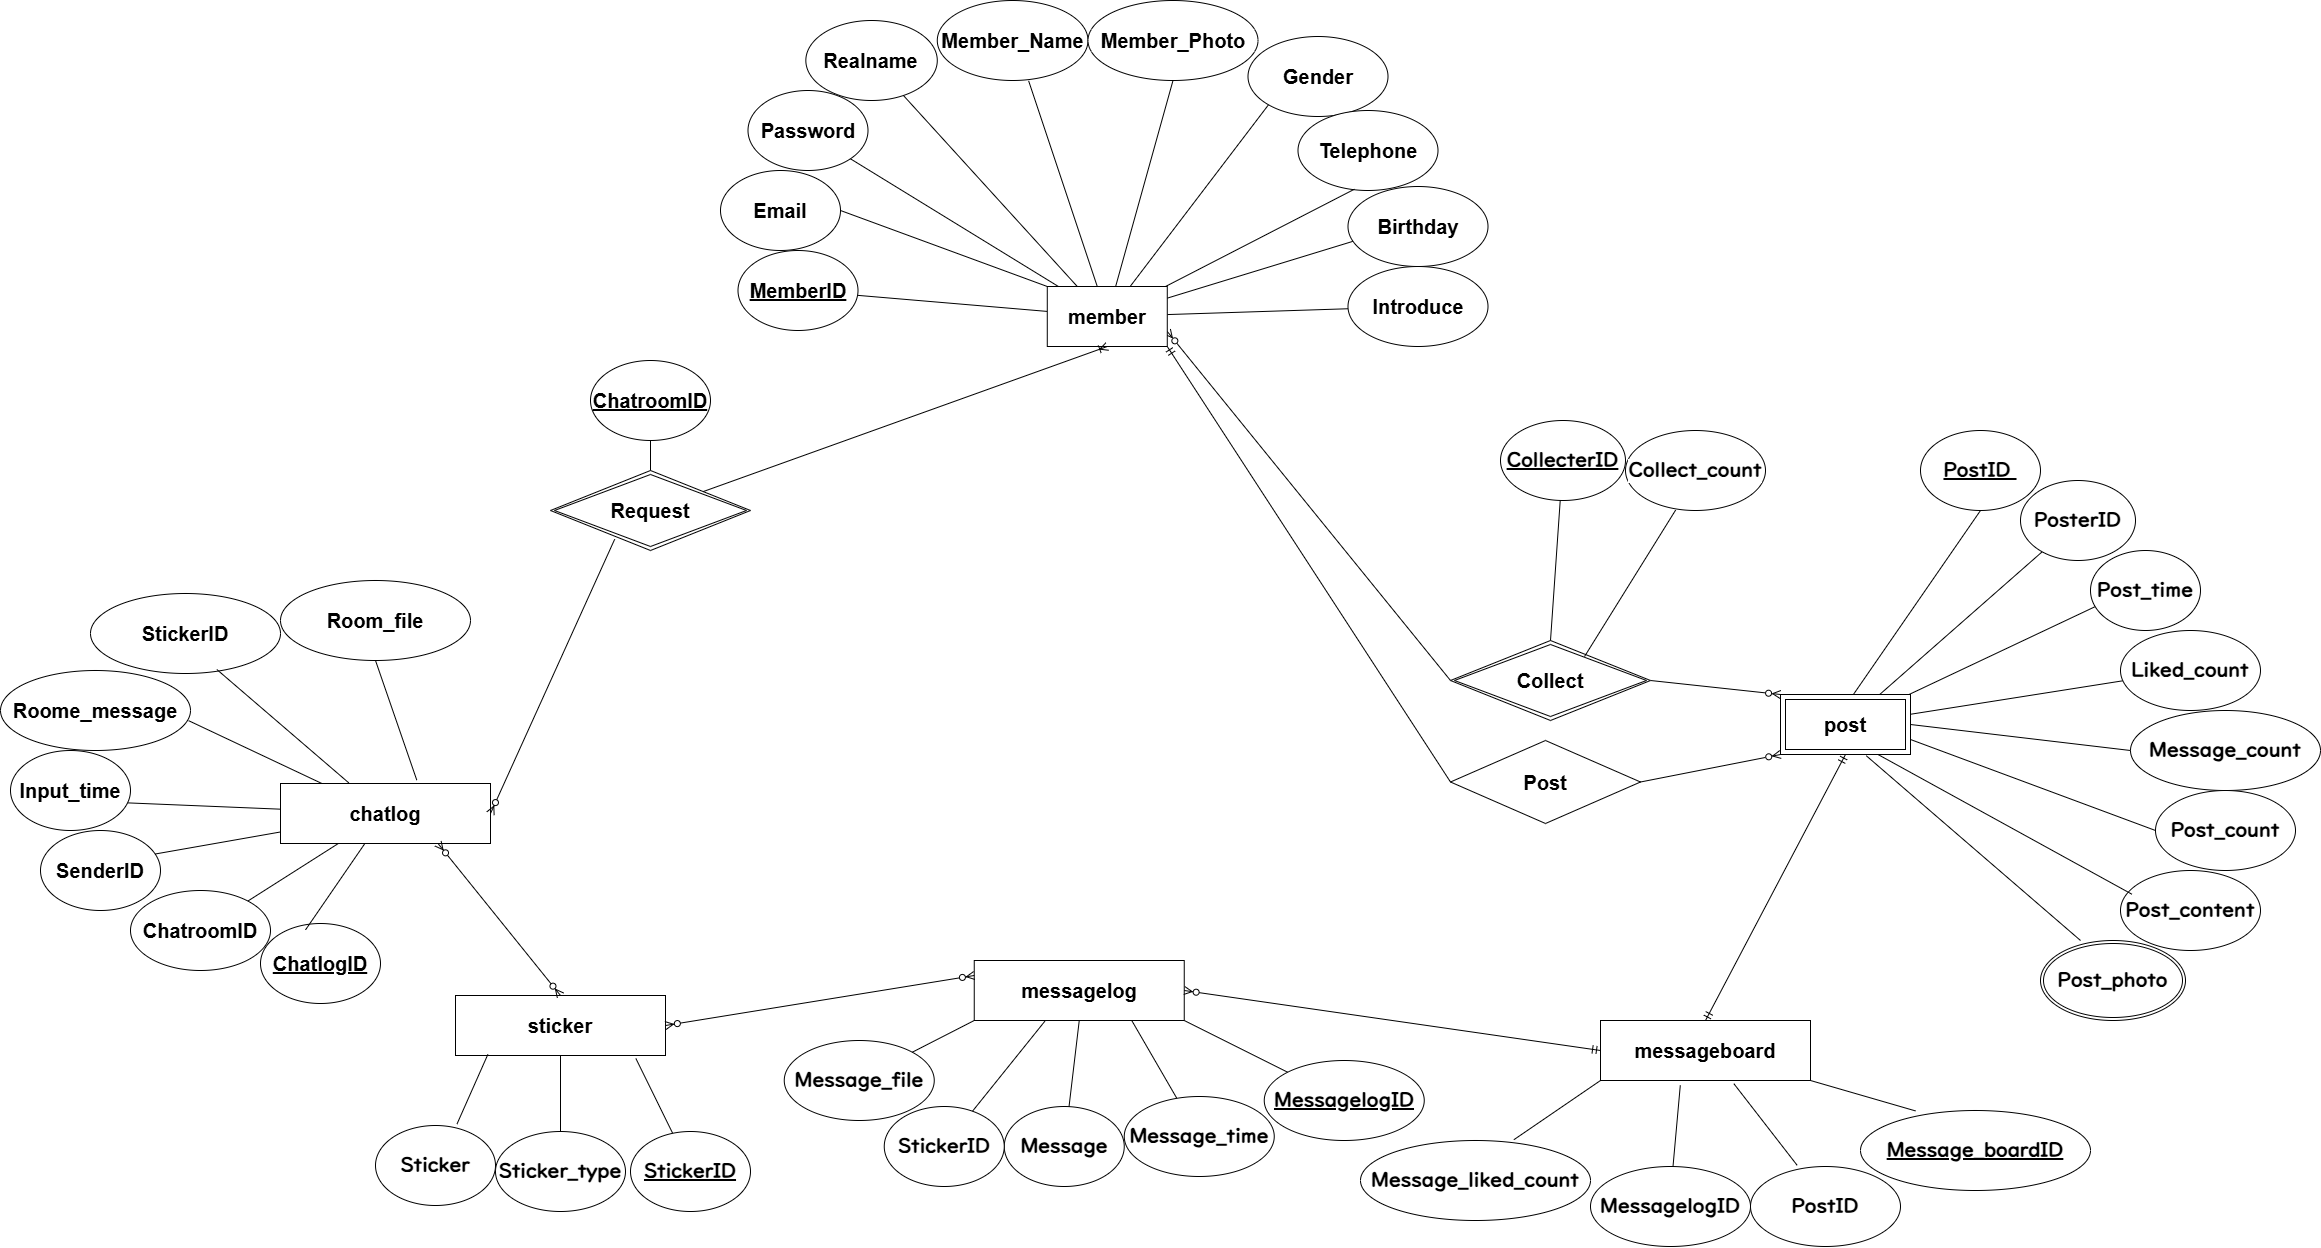 Member_Name
Member_Photo
Realname
Gender
Password
Telephone
Email
Birthday
MemberID
Introduce
member
ChatroomID
Request
CollecterID
Collect_count
PostID
PosterID
Post_time
Liked_count
Message_count
Post_count
Post_content
Post_photo
Collect
post
Post
StickerID
Room_file
Roome_message
Input_time
chatlog
SenderID
ChatroomID
ChatlogID
sticker
messagelog
messageboard
Sticker
Sticker_type
StickerID
Message_file
StickerID
Message
Message_time
MessagelogID
Message_liked_count
MessagelogID
PostID
Message_boardID